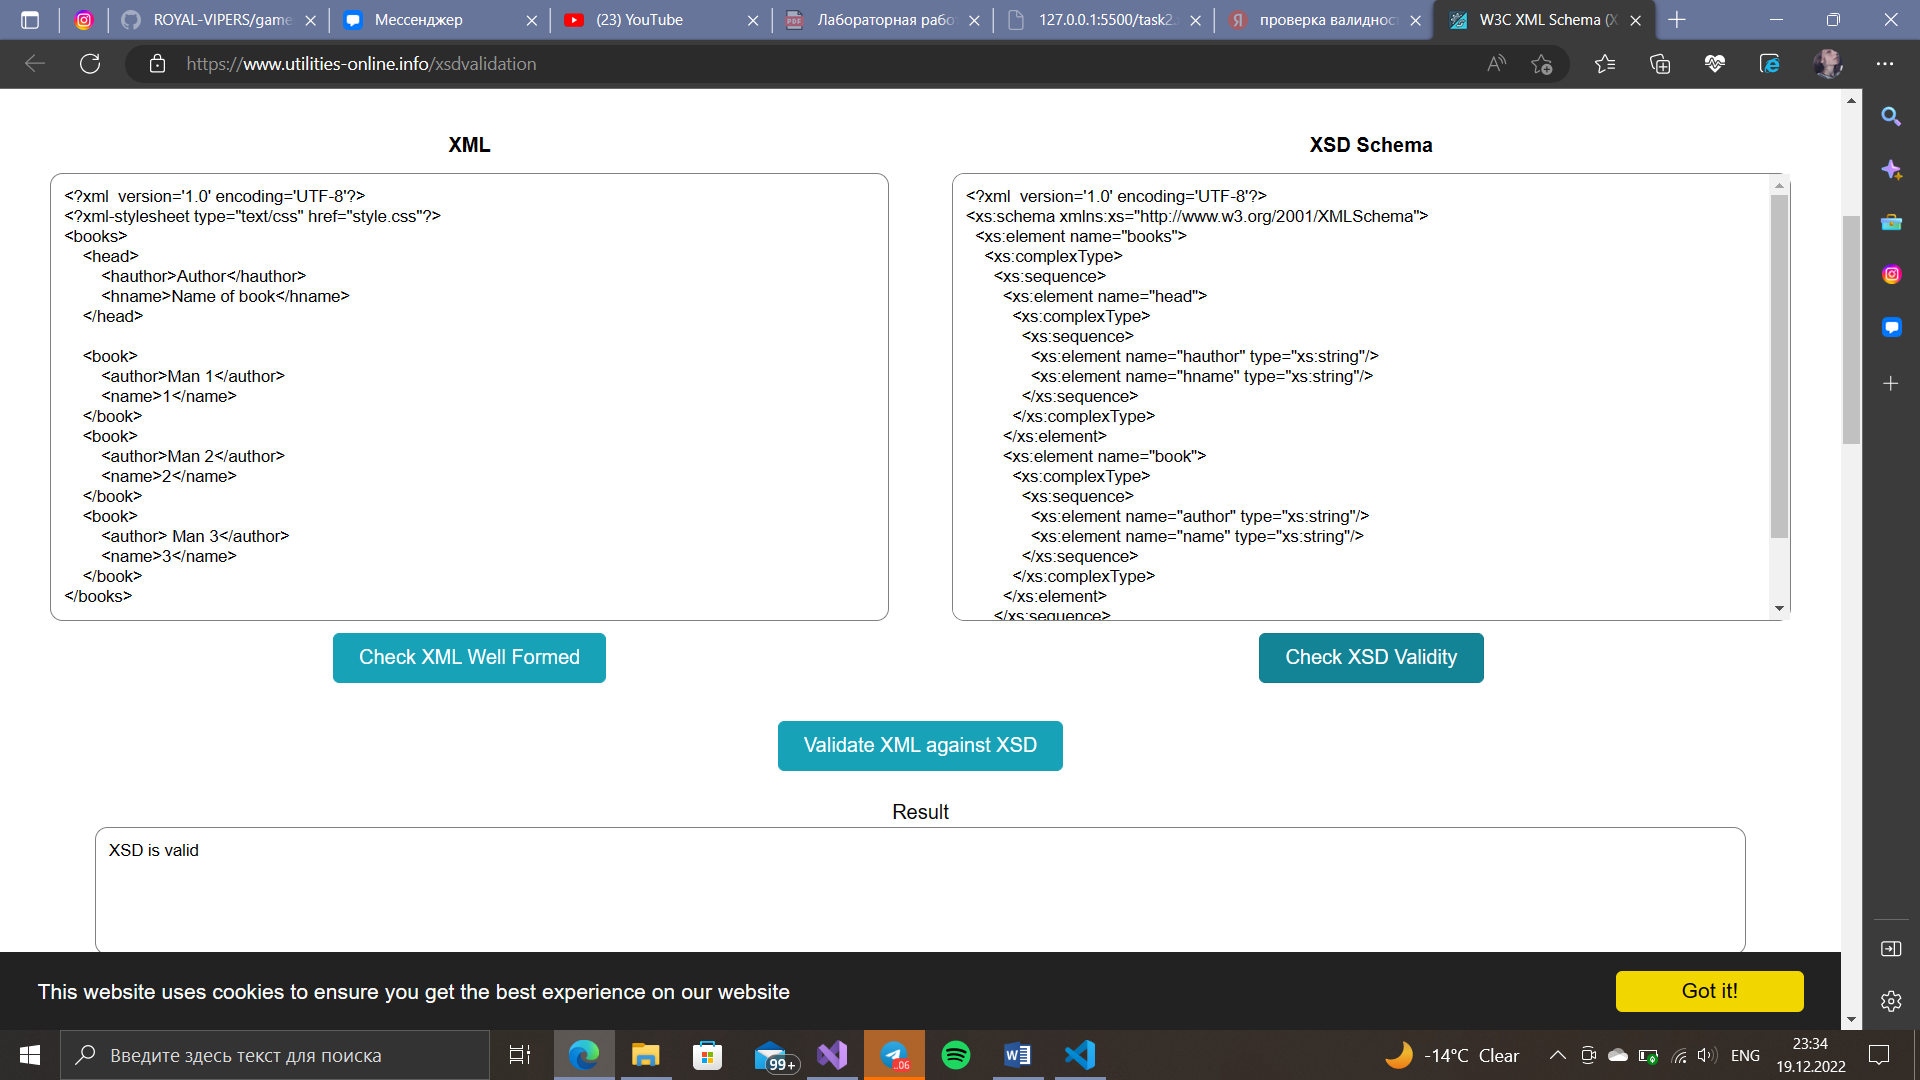 ROYAL-VIPERS/game
Мессенджер
(23) YouTube
Лабораторная рабо
127.0.0.1:5500/task2.
проверка валиднос
W3C XML Schema (X
https://www.utilities-online.info/xsdvalidation
XML
<?xml  version='1.0' encoding='UTF-8'?>
<?xml-stylesheet type="text/css" href="style.css"?>
<books>
<head>
<hauthor>Author</hauthor>
<hname>Name of book</hname>
</head>
<book>
<author>Man 1</author>
<name>1</name>
</book>
<book>
<author>Man 2</author>
<name>2</name>
</book>
<book>
<author> Man 3</author>
<name>3</name>
</book>
</books>
Check XML Well Formed
XSD Schema
<?xml  version='1.0' encoding='UTF-8'?>
<xs:schema xmlns:xs="http://www.w3.org/2001/XMLSchema">
<xs:element name="books">
<xs:complexType>
<xs:sequence>
<xs:element name="head">
<xs:complexType>
<xs:sequence>
<xs:element name="hauthor" type="xs:string"/>
<xs:element name="hname" type="xs:string"/>
</xs:sequence>
</xs:complexType>
</xs:element>
<xs:element name="book">
<xs:complexType>
<xs:sequence>
<xs:element name="author" type="xs:string"/>
<xs:element name="name" type="xs:string"/>
</xs:sequence>
</xs:complexType>
</xs:element>
</xs:sequence>
Check XSD Validity
Validate XML against XSD
Result
XSD is valid
This website uses cookies to ensure you get the best experience on our website
Got it!
Введите здесь текст для поиска
99+
..06
-14°C Clear
ENG
23:34
19.12.2022